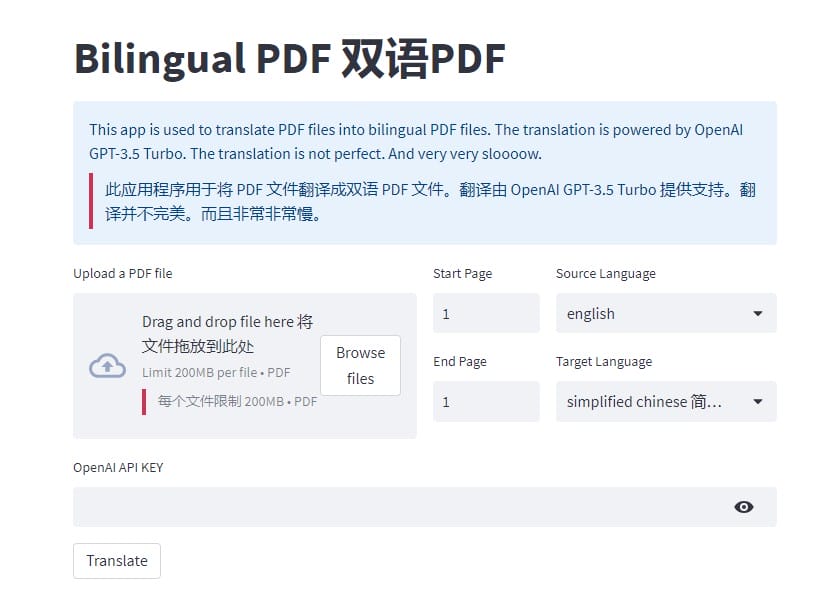 Bilingual PDF 双语PDF
This app is used to translate PDF files into bilingual PDF files. The translation is powered by OpenAI
GPT-3.5 Turbo. The translation is not perfect. And very very sloooow.
此应用程序用于将 PDF 文件翻译成双语 PDF 文件。翻译由 OpenAI GPT-3.5 Turbo 提供支持。翻
译并不完美。而且非常非常慢。
Upload a PDF file
Drag and drop file here 将
文件拖放到此处
Limit 200MB per file • PDF
每个文件限制 200MB • PDF
Browse
files
Start Page
1
End Page
1
Source Language
english
Target Language
simplified chinese 简...
OpenAI API KEY
Translate